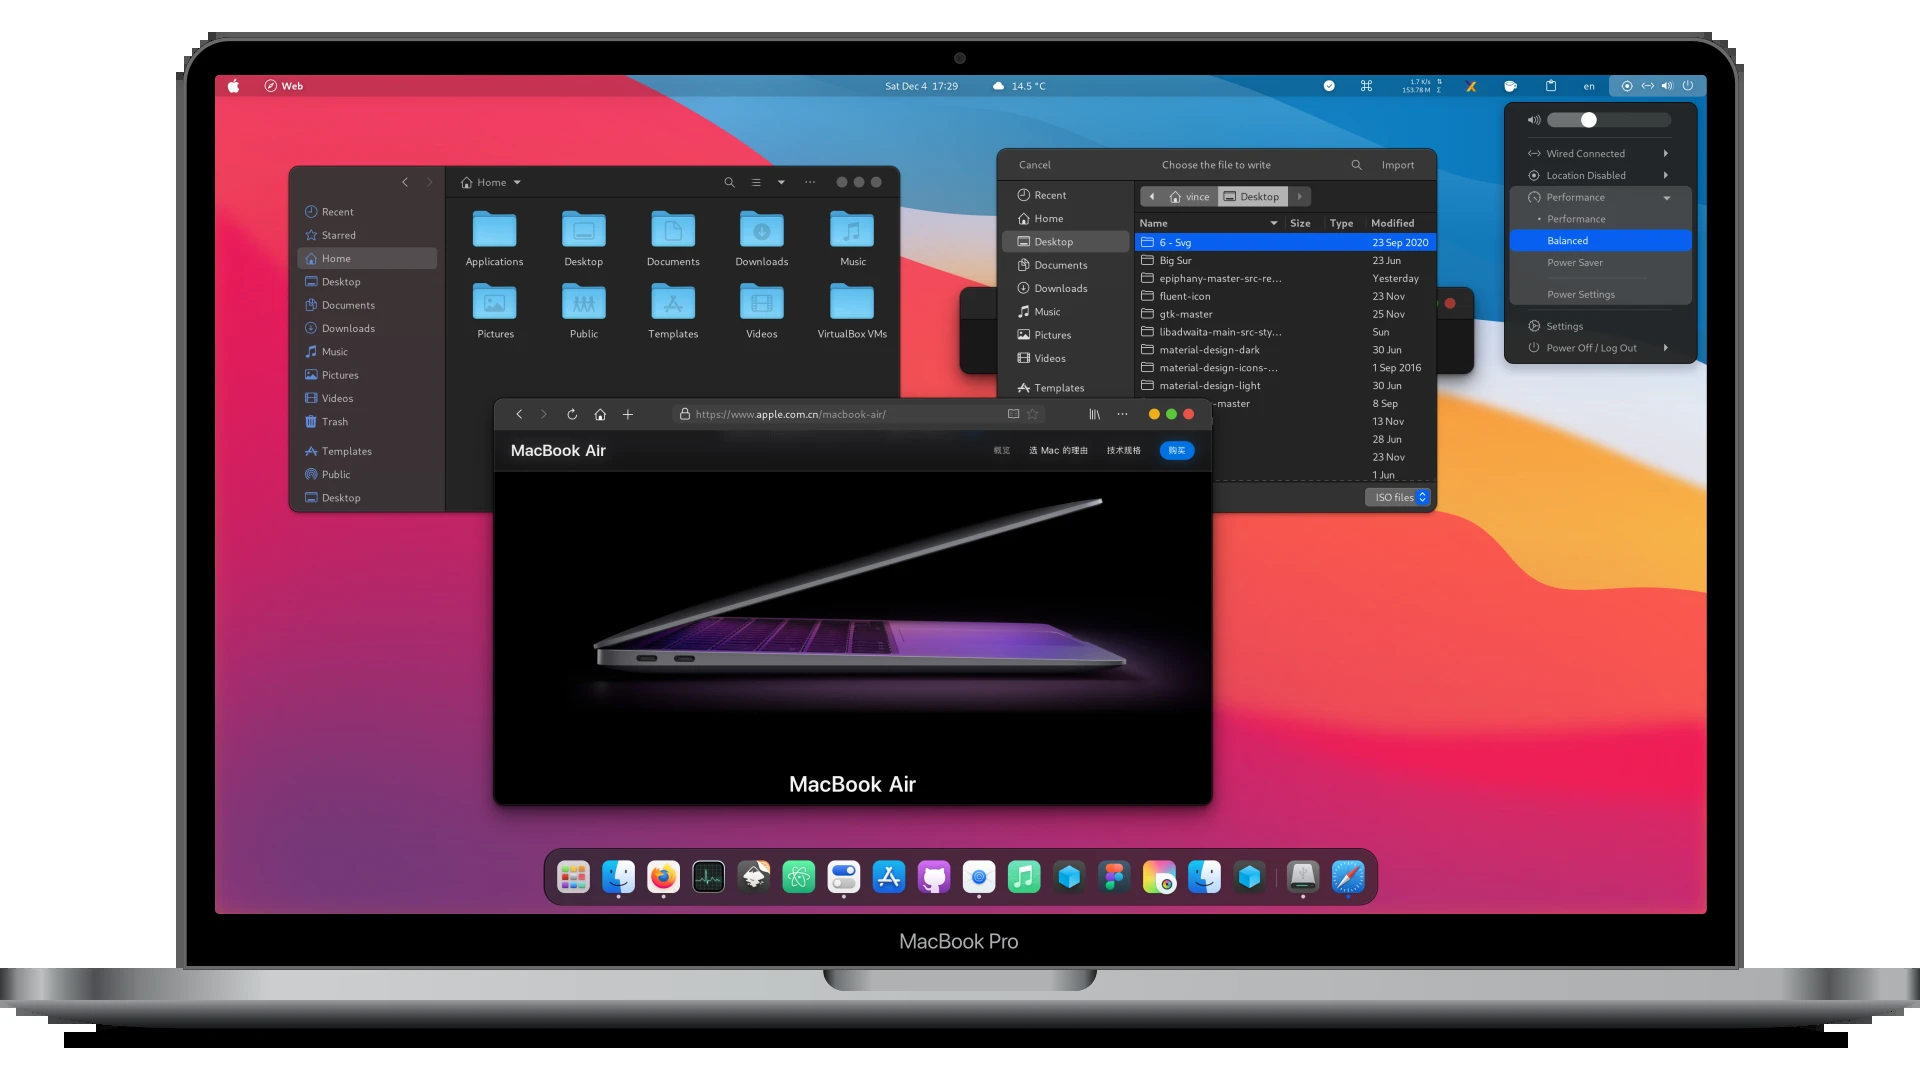 Web
Sat Dec 4 17:29
14.5 °C
1.7 K/s
153.78 M Σ
en
Wired Connected
Location Disabled
Performance
• Performance
Balanced
Power Saver
Power Settings
Settings
Power Off / Log Out
Home
Recent
Starred
Home
Desktop
Documents
Downloads
Music
Pictures
Videos
Trash
Templates
Public
Desktop
Applications Desktop Documents Downloads Music
Pictures Public Templates Videos VirtualBox VMs
Cancel Choose the file to write Import
Recent
Home
Desktop
Documents
Downloads
Music
Pictures
Videos
Templates
vince Desktop
Name Size Type Modified
6 - Svg 23 Sep 2020
Big Sur 23 Jun
epiphany-master-src-re... Yesterday
fluent-icon 23 Nov
gtk-master 25 Nov
libadwaita-main-src-sty... Sun
material-design-dark 30 Jun
material-design-icons-... 1 Sep 2016
material-design-light 30 Jun
-master 8 Sep
13 Nov
28 Jun
23 Nov
1 Jun
ISO files
https://www.apple.com.cn/macbook-air/
MacBook Air 概览 选 Mac 的理由 技术规格 购买
MacBook Air
MacBook Pro